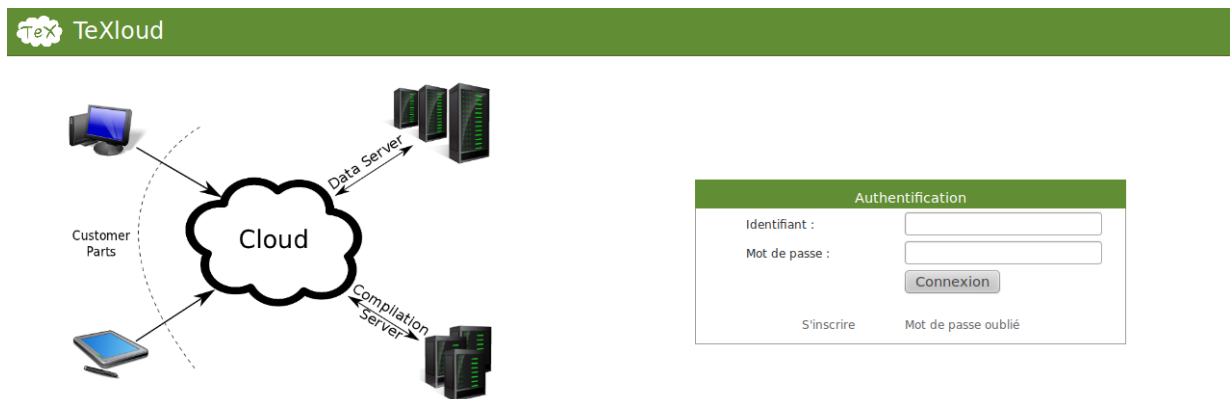 TeX TeXloud
Data Server
Customer
Parts
Cloud
Compilation
Server
Authentification
Identifiant :
Mot de passe :
Connexion
S'inscrire Mot de passe oublié